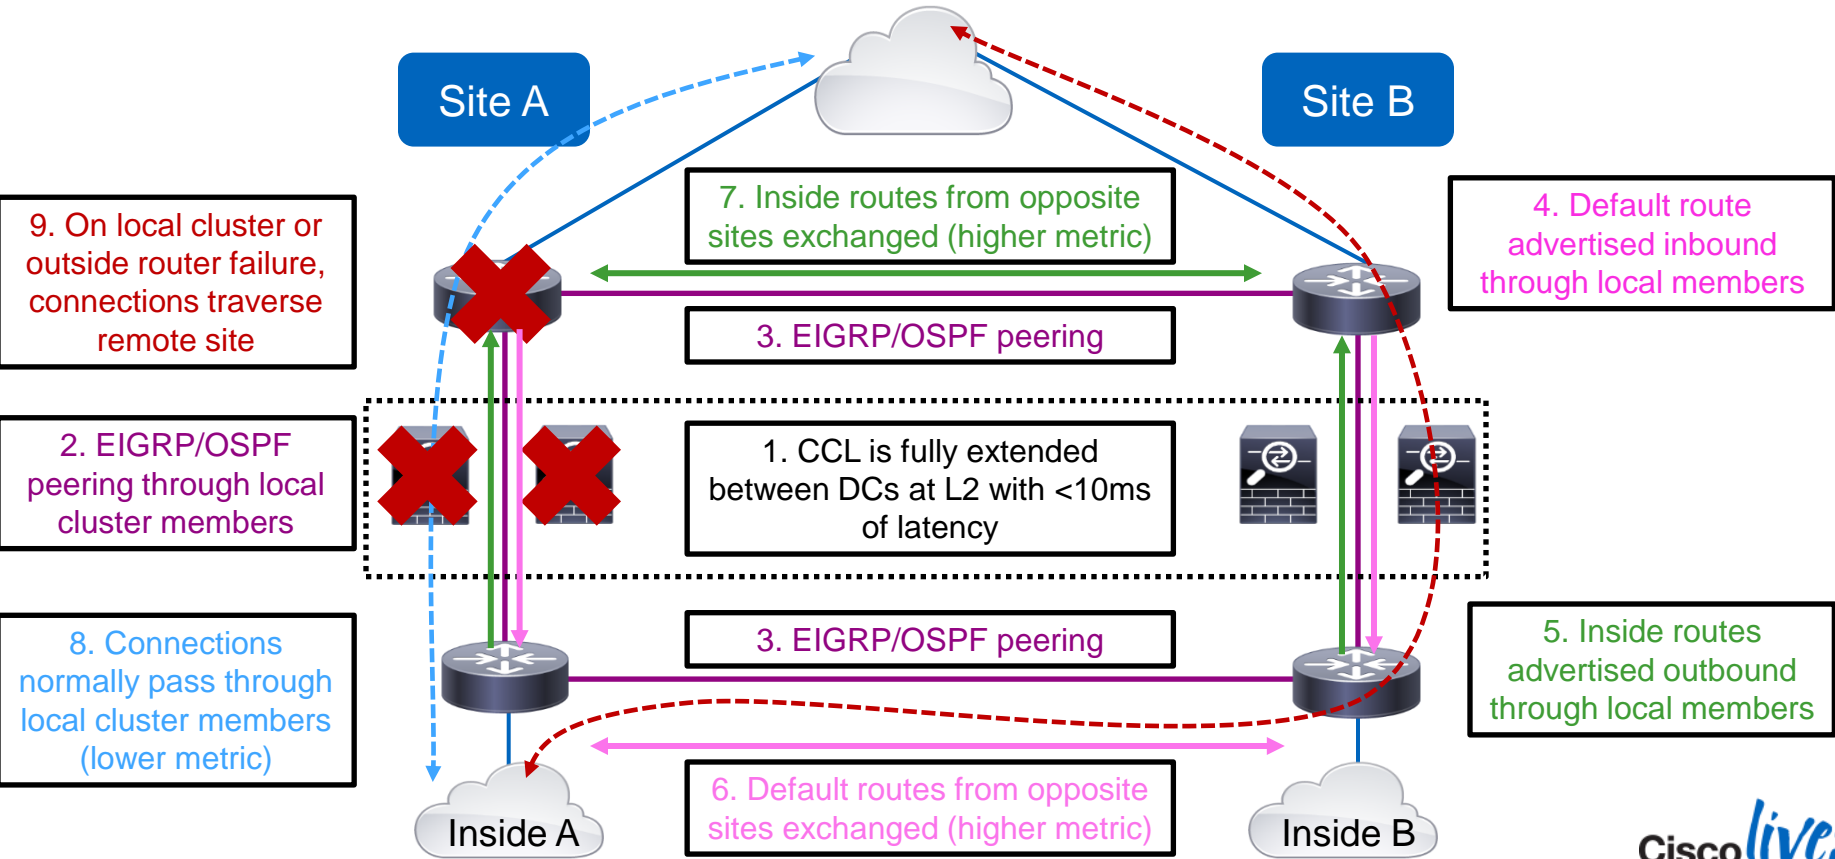 Site A
Site B
7. Inside routes from opposite
sites exchanged (higher metric)
9. On local cluster or
outside router failure,
connections traverse
remote site
4. Default route
advertised inbound
through local members
3. EIGRP/OSPF peering
2. EIGRP/OSPF
peering through local
cluster members
1. CCL is fully extended
between DCs at L2 with <10ms
of latency
8. Connections
normally pass through
local cluster members
(lower metric)
3. EIGRP/OSPF peering
5. Inside routes
advertised outbound
through local members
6. Default routes from opposite
sites exchanged (higher metric)
Inside A
Inside B
Cisco live!